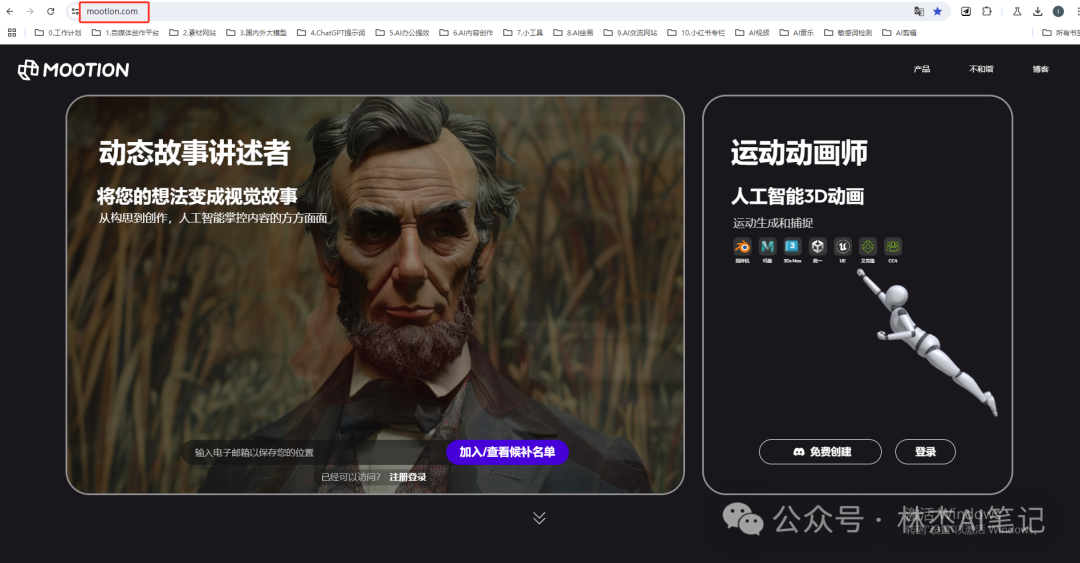 mootion.com
0.工作计划
1.自媒体创作平台
2.素材网站
3.国内外大模型
4.ChatGPT提示词
5.AI办公提效
6.AI内容创作
7.小工具
8.AI绘画
9.AI交流网站
10.小红书专栏
AI视频
AI音乐
敏感词检测
AI剪辑
所有书签
MOOTION
产品
不和谐
博客
动态故事讲述者
将您的想法变成视觉故事
从构思到创作，人工智能掌控内容的方方面面
输入电子邮箱以保存您的位置
加入/查看候补名单
已经可以访问？ 注册登录
运动动画师
人工智能3D动画
运动生成和捕捉
搅拌机
玛雅
3Ds Max
统一
UE
艾克隆
CC4
免费创建
登录
激活 Windows
转到"设置"以激活 Windows。
公众号 · 林杰AI笔记